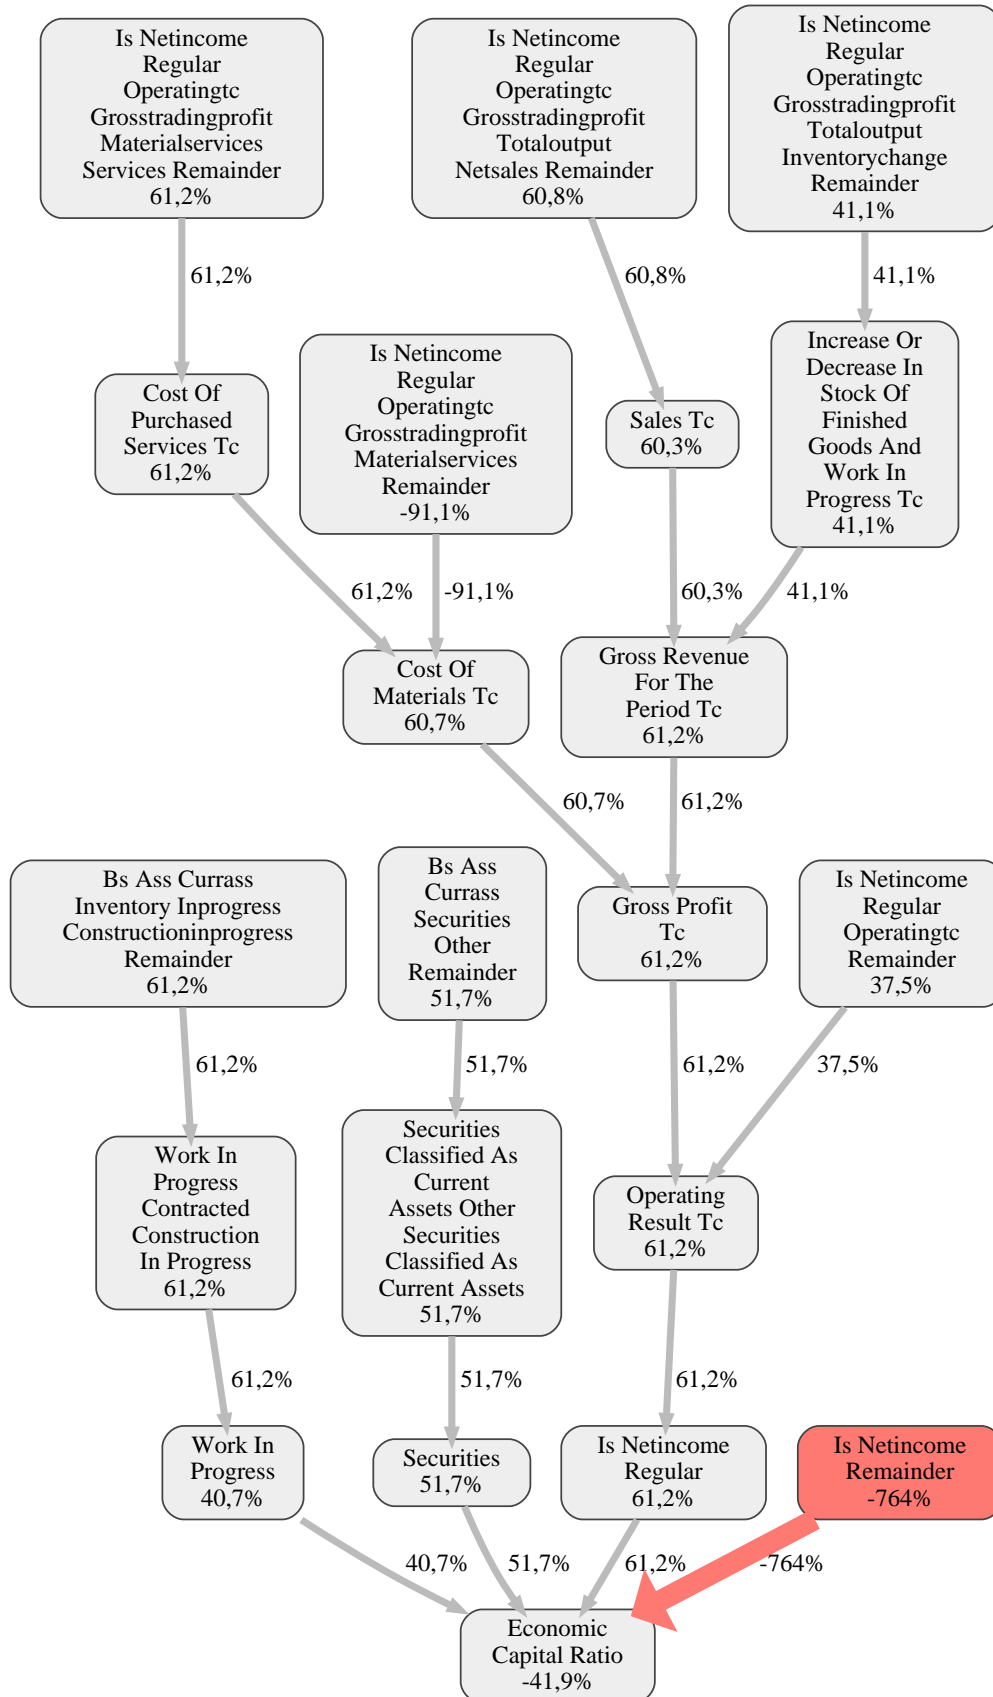 Is Netincome
Regular
Operatingtc
Grosstradingprofit
Materialservices
Services Remainder
61,2%
Is Netincome
Regular
Operatingtc
Grosstradingprofit
Totaloutput
Netsales Remainder
60,8%
Is Netincome
Regular
Operatingtc
Grosstradingprofit
Totaloutput
Inventorychange
Remainder
41,1%
61,2%
60,8%
41,1%
Cost Of
Purchased
Services Tc
61,2%
Is Netincome
Regular
Operatingtc
Grosstradingprofit
Materialservices
Remainder
-91,1%
Sales Tc
60,3%
Increase Or
Decrease In
Stock Of
Finished
Goods And
Work In
Progress Tc
41,1%
61,2%
-91,1%
60,3%
41,1%
Cost Of
Materials Tc
60,7%
Gross Revenue
For The
Period Tc
61,2%
60,7%
61,2%
Bs Ass Currass
Inventory Inprogress
Constructioninprogress
Remainder
61,2%
Bs Ass
Currass
Securities
Other
Remainder
51,7%
Gross Profit
Tc
61,2%
Is Netincome
Regular
Operatingtc
Remainder
37,5%
61,2%
51,7%
61,2%
37,5%
Work In
Progress
Contracted
Construction
In Progress
61,2%
Securities
Classified As
Current
Assets Other
Securities
Classified As
Current Assets
51,7%
Operating
Result Tc
61,2%
61,2%
51,7%
61,2%
Work In
Progress
40,7%
Securities
51,7%
Is Netincome
Regular
61,2%
Is Netincome
Remainder
-764%
40,7%
51,7%
61,2%
-764%
Economic
Capital Ratio
-41,9%